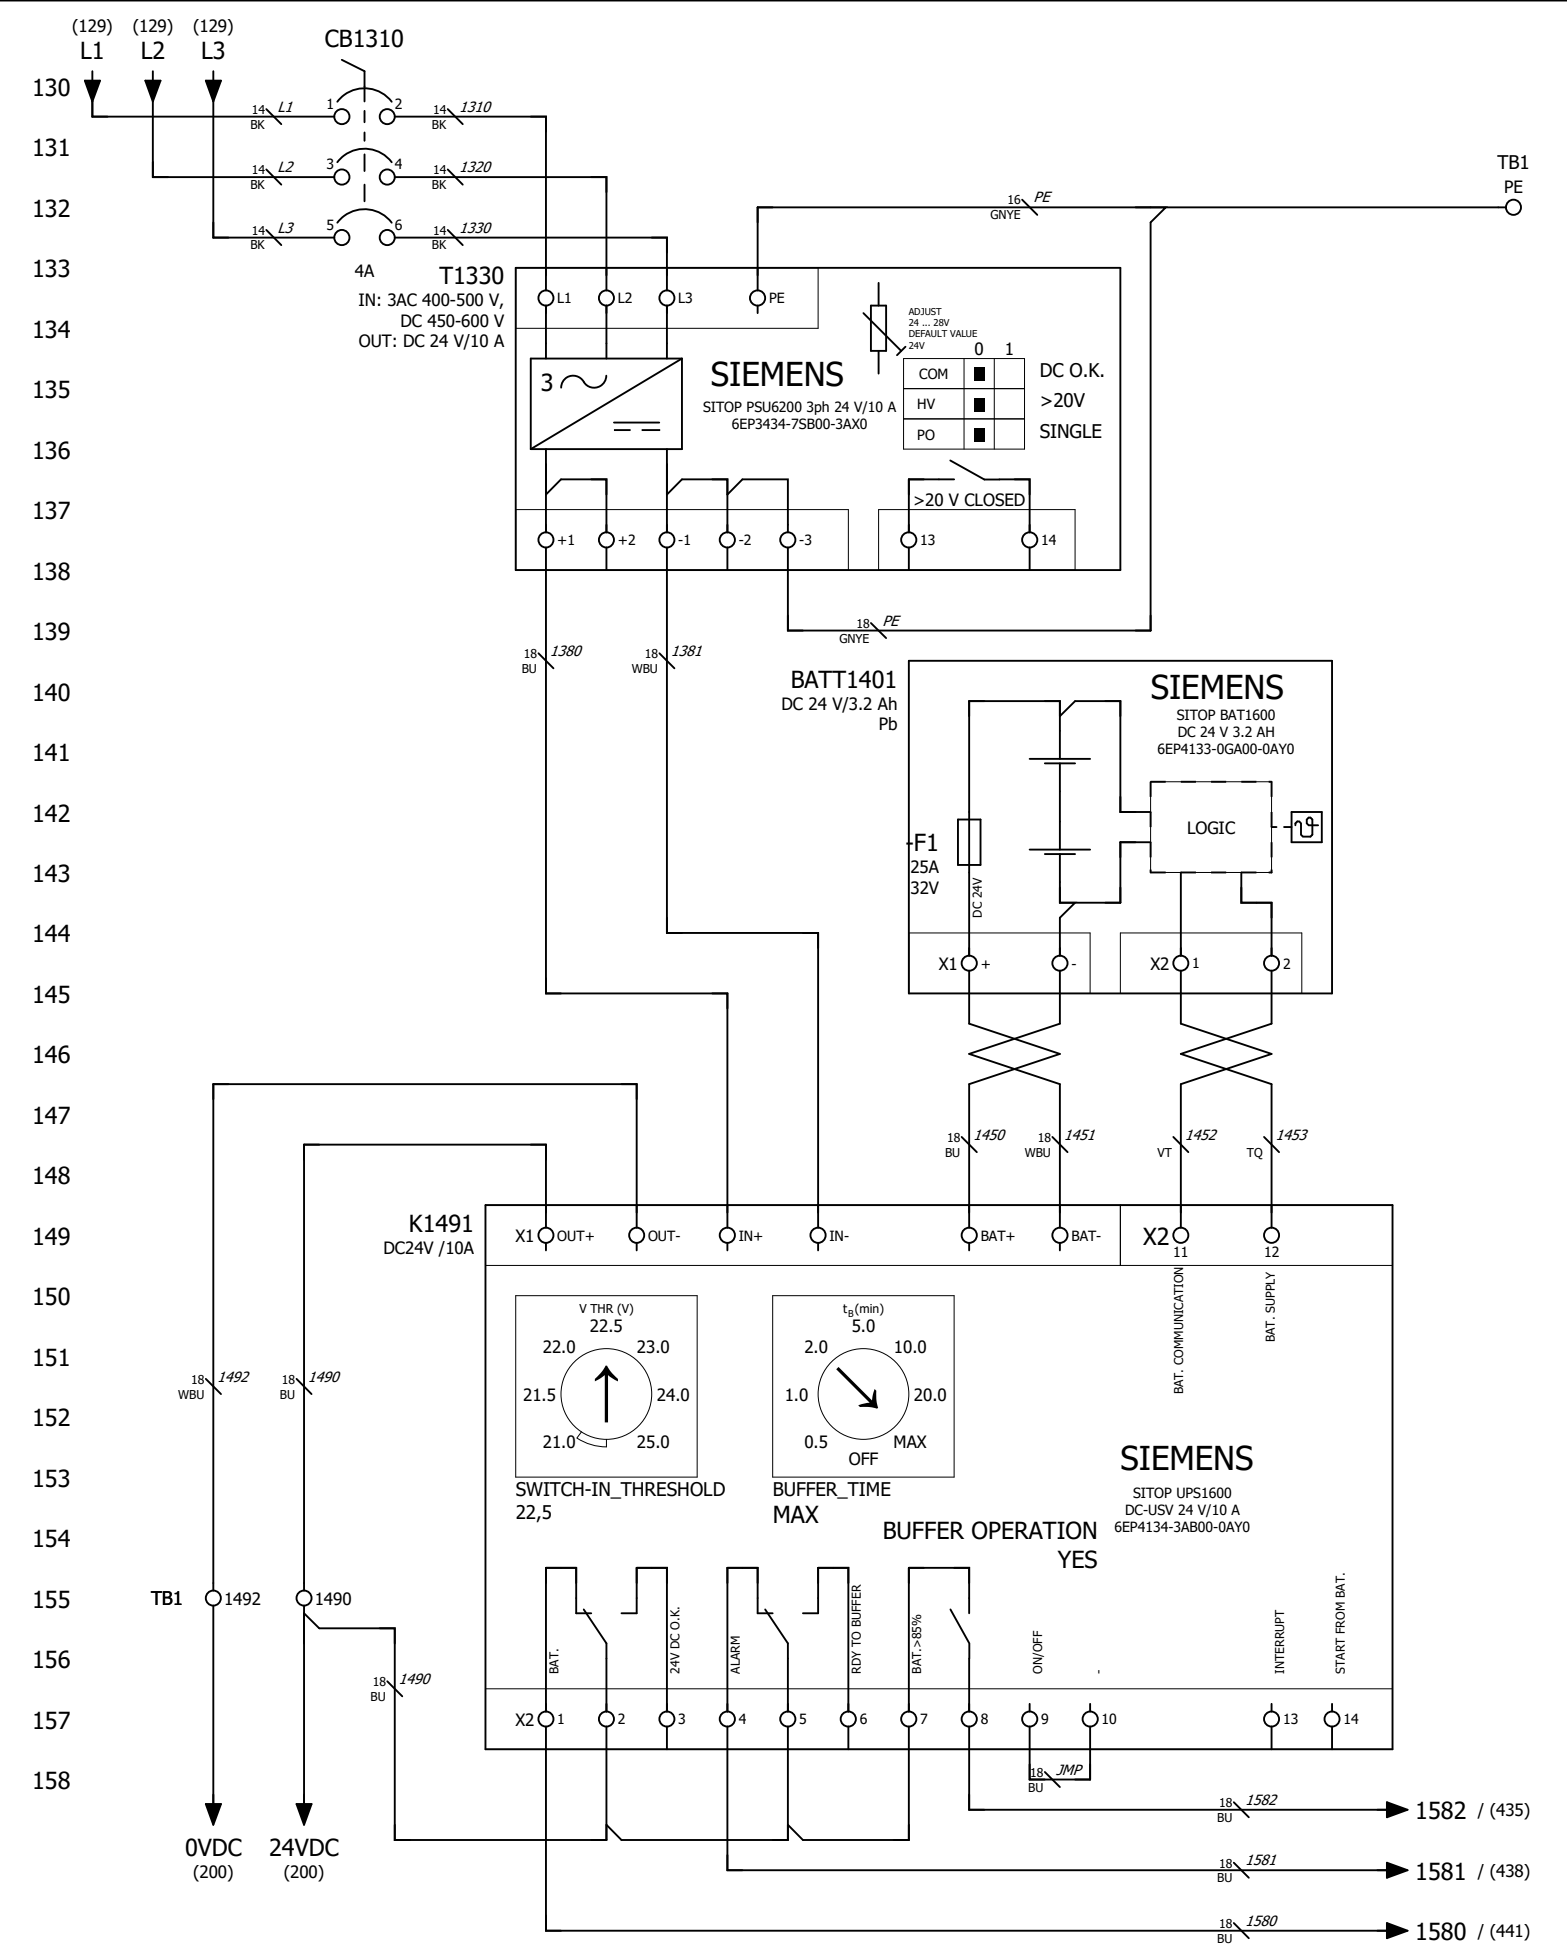 (129) (129) (129)
L1 L2 L3
CB1310
130
14 L1 1 2 14 1310
BK BK
131
14 L2 3 4 14 1320
BK BK
TB1
PE
132
16 PE
GNYE
14 L3 5 6 14 1330
BK BK
133
4A
T1330
IN: 3AC 400-500 V,
DC 450-600 V
OUT: DC 24 V/10 A
L1 L2 L3 PE
134
ADJUST
24 ... 28V
DEFAULT VALUE
24V
0 1
COM DC O.K.
HV >20V
PO SINGLE
135
3
SIEMENS
SITOP PSU6200 3ph 24 V/10 A
6EP3434-7SB00-3AX0
136
137
>20 V CLOSED
+1 +2 -1 -2 -3 13 14
138
139
18 PE
GNYE
18 1380
BU
18 1381
WBU
140
BATT1401
DC 24 V/3.2 Ah
Pb
SIEMENS
SITOP BAT1600
DC 24 V 3.2 AH
6EP4133-0GA00-0AY0
141
142
LOGIC
ϑ
-F1
25A
32V
DC 24V
143
144
X1 + - X2 1 2
145
146
147
18 1450
BU
18 1451
WBU
1452
VT
1453
TQ
148
K1491
DC24V /10A
149
X1 OUT+ OUT- IN+ IN- BAT+ BAT- X2 11 12
BAT. COMMUNICATION
BAT. SUPPLY
150
V THR (V)
22.5
22.0 23.0
21.5 24.0
21.0 25.0
SWITCH-IN_THRESHOLD
22,5
tB(min)
5.0
2.0 10.0
1.0 20.0
0.5 MAX
OFF
BUFFER_TIME
MAX
151
18 1492
WBU
18 1490
BU
152
153
SIEMENS
SITOP UPS1600
DC-USV 24 V/10 A
6EP4134-3AB00-0AY0
154
BUFFER OPERATION
YES
155
TB1 1492 1490
156
BAT.
24V DC O.K.
ALARM
RDY TO BUFFER
BAT.>85%
ON/OFF
-
INTERRUPT
START FROM BAT.
18 1490
BU
157
X2 1 2 3 4 5 6 7 8 9 10 13 14
158
18 JMP
BU
18 1582
BU
1582 / (435)
0VDC 24VDC
(200) (200)
18 1581
BU
1581 / (438)
18 1580
BU
1580 / (441)